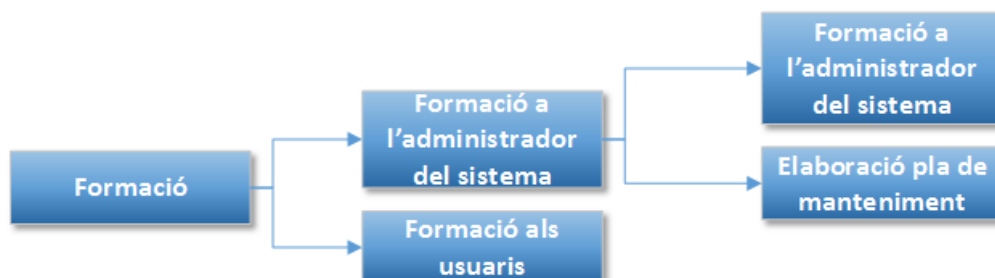 Formació
Formació a
l'administrador
del sistema
Formació als
usuaris
Formació a
l'administrador
del sistema
Elaboració pla de
manteniment